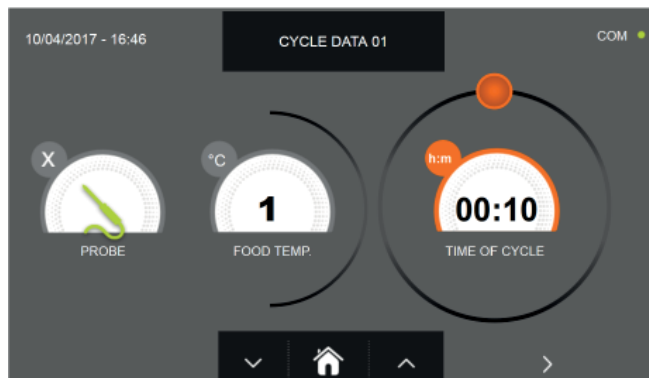 10/04/2017 - 16:46
CYCLE DATA 01
COM
X
°C
h:m
1
00:10
PROBE
FOOD TEMP.
TIME OF CYCLE